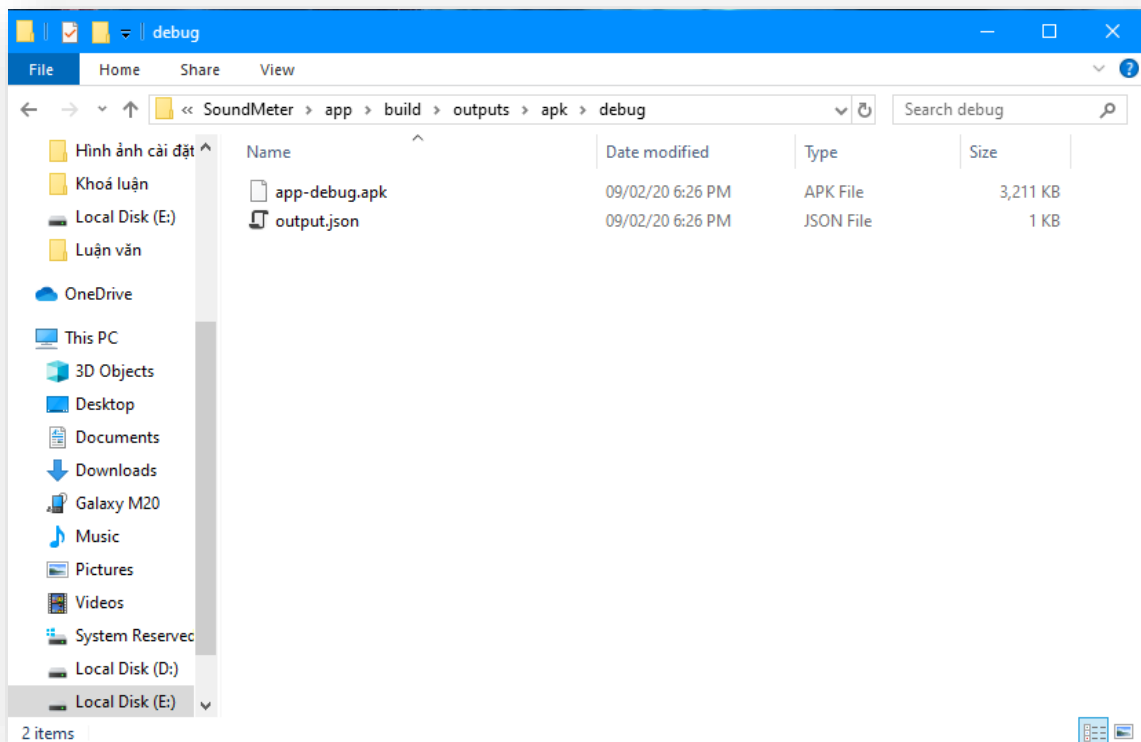 debug
File Home Share View
« SoundMeter > app > build > outputs > apk > debug Search debug
Hình ảnh cài đặt
Khoá luận
Local Disk (E:)
Luận văn
OneDrive
This PC
3D Objects
Desktop
Documents
Downloads
Galaxy M20
Music
Pictures
Videos
System Reserved
Local Disk (D:)
Local Disk (E:)
Name Date modified Type Size
app-debug.apk 09/02/20 6:26 PM APK File 3,211 KB
output.json 09/02/20 6:26 PM JSON File 1 KB
2 items